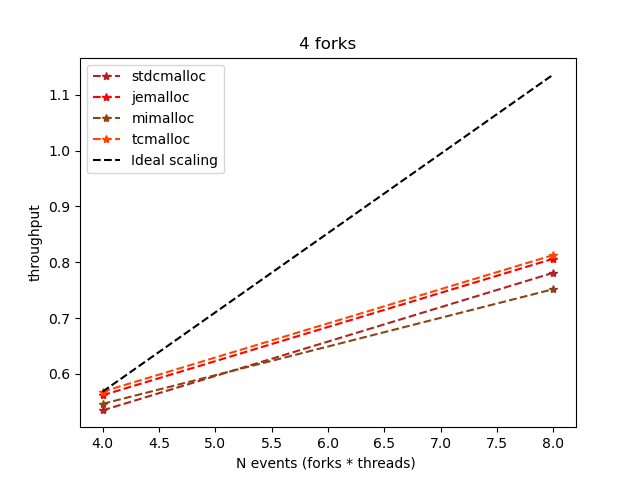 4 forks
stdcmalloc
jemalloc
mimalloc
tcmalloc
Ideal scaling
throughput
1.1
1.0
0.9
0.8
0.7
0.6
4.0 4.5 5.0 5.5 6.0 6.5 7.0 7.5 8.0
N events (forks * threads)